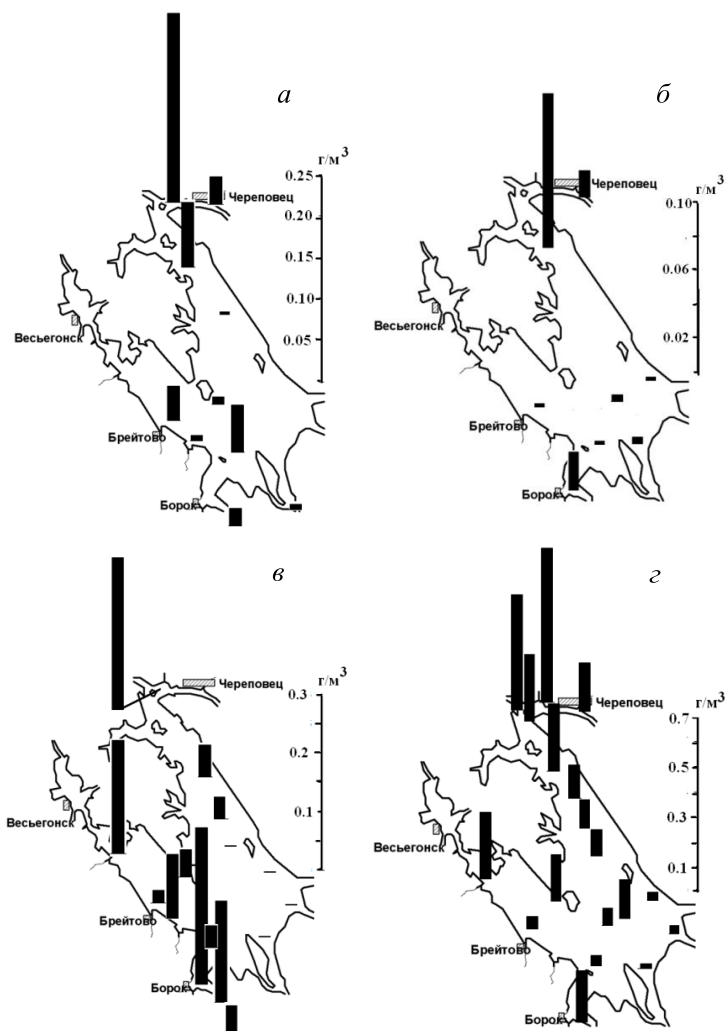 а
г/м³
0.25
0.20
0.15
0.10
0.05
Череповец
Весьегонск
Брейтово
Борок
б
г/м³
0.10
0.06
0.02
Череповец
Весьегонск
Брейтово
Борок
в
г/м³
0.3
0.2
0.1
Череповец
Весьегонск
Брейтово
Борок
г
г/м³
0.7
0.5
0.3
0.1
Череповец
Весьегонск
Брейтово
Борок